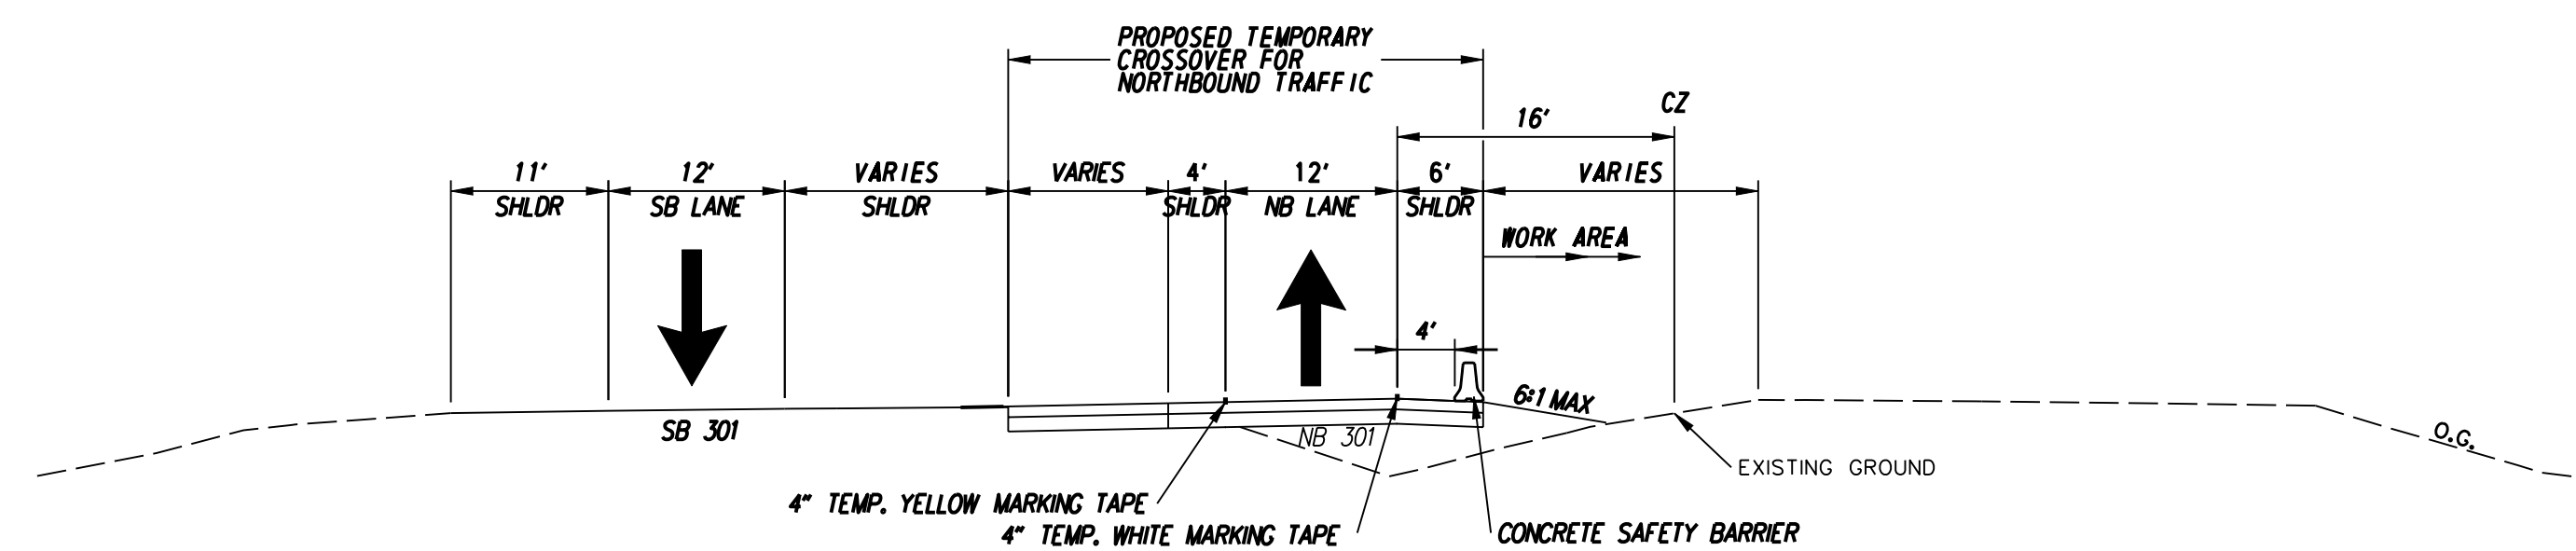 PROPOSED TEMPORARY
CROSSOVER FOR
NORTHBOUND TRAFFIC
CZ
16'
11' 12' VARIES VARIES 4' 12' 6' VARIES
SHLDR SB LANE SHLDR SHLDR NB LANE SHLDR
WORK AREA
4'
6:1 MAX
SB 301
NB 301
O.G.
EXISTING GROUND
4" TEMP. YELLOW MARKING TAPE
4" TEMP. WHITE MARKING TAPE
CONCRETE SAFETY BARRIER